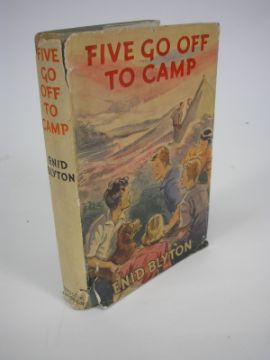 FIVE
GO
OFF
TO
CAMP
ENID
BLYTON
FIVE GO OFF
TO CAMP
ENID BLYTON